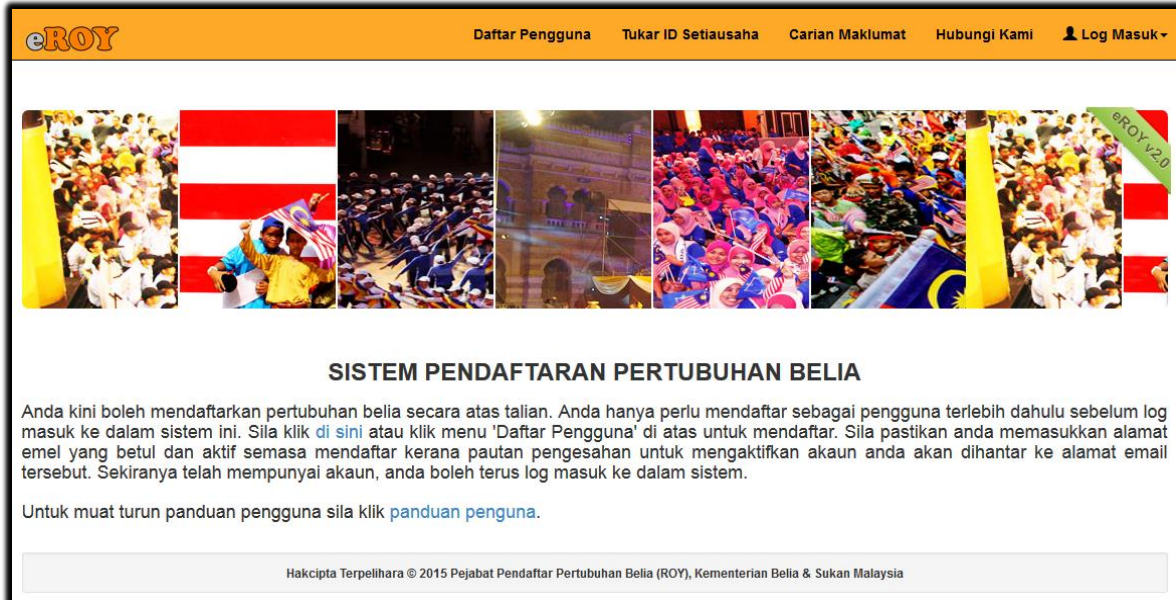 eROY
Daftar Pengguna Tukar ID Setiausaha Carian Maklumat Hubungi Kami Log Masuk
eROY v2.0
SISTEM PENDAFTARAN PERTUBUHAN BELIA
Anda kini boleh mendaftarkan pertubuhan belia secara atas talian. Anda hanya perlu mendaftar sebagai pengguna terlebih dahulu sebelum log
masuk ke dalam sistem ini. Sila klik di sini atau klik menu 'Daftar Pengguna' di atas untuk mendaftar. Sila pastikan anda memasukkan alamat
emel yang betul dan aktif semasa mendaftar kerana pautan pengesahan untuk mengaktifkan akaun anda akan dihantar ke alamat email
tersebut. Sekiranya telah mempunyai akaun, anda boleh terus log masuk ke dalam sistem.
Untuk muat turun panduan pengguna sila klik panduan penguna.
Hakcipta Terpelihara © 2015 Pejabat Pendaftar Pertubuhan Belia (ROY), Kementerian Belia & Sukan Malaysia